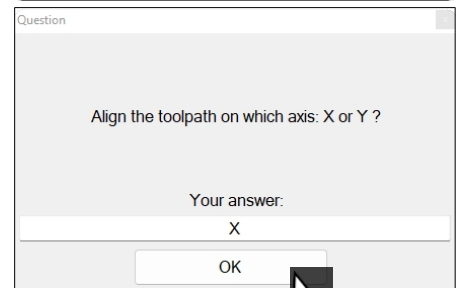 Question
Align the toolpath on which axis: X or Y ?
Your answer:
X
OK